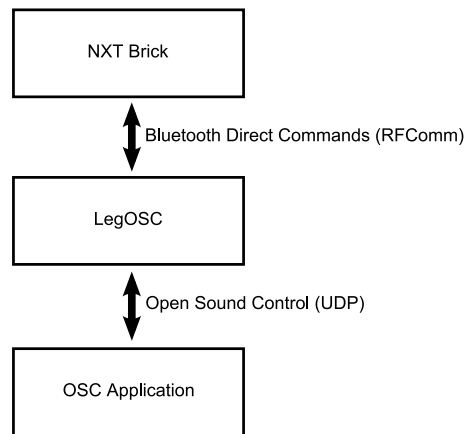 NXT Brick
Bluetooth Direct Commands (RFComm)
LegOSC
Open Sound Control (UDP)
OSC Application